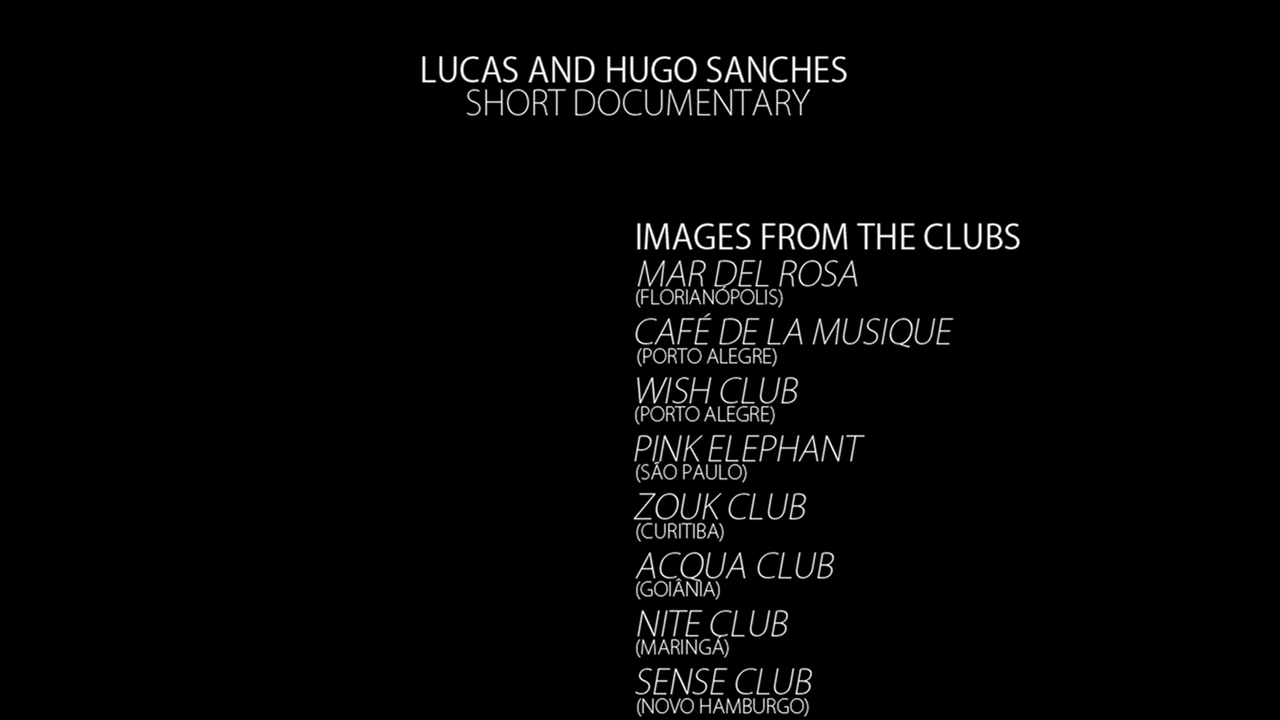 LUCAS AND HUGO SANCHES
SHORT DOCUMENTARY
IMAGES FROM THE CLUBS
MAR DEL ROSA
(FLORIANÓPOLIS)
CAFÉ DE LA MUSIQUE
(PORTO ALEGRE)
WISH CLUB
(PORTO ALEGRE)
PINK ELEPHANT
(SÃO PAULO)
ZOUK CLUB
(CURITIBA)
ACQUA CLUB
(GOIÂNIA)
NITE CLUB
(MARINGÁ)
SENSE CLUB
(NOVO HAMBURGO)